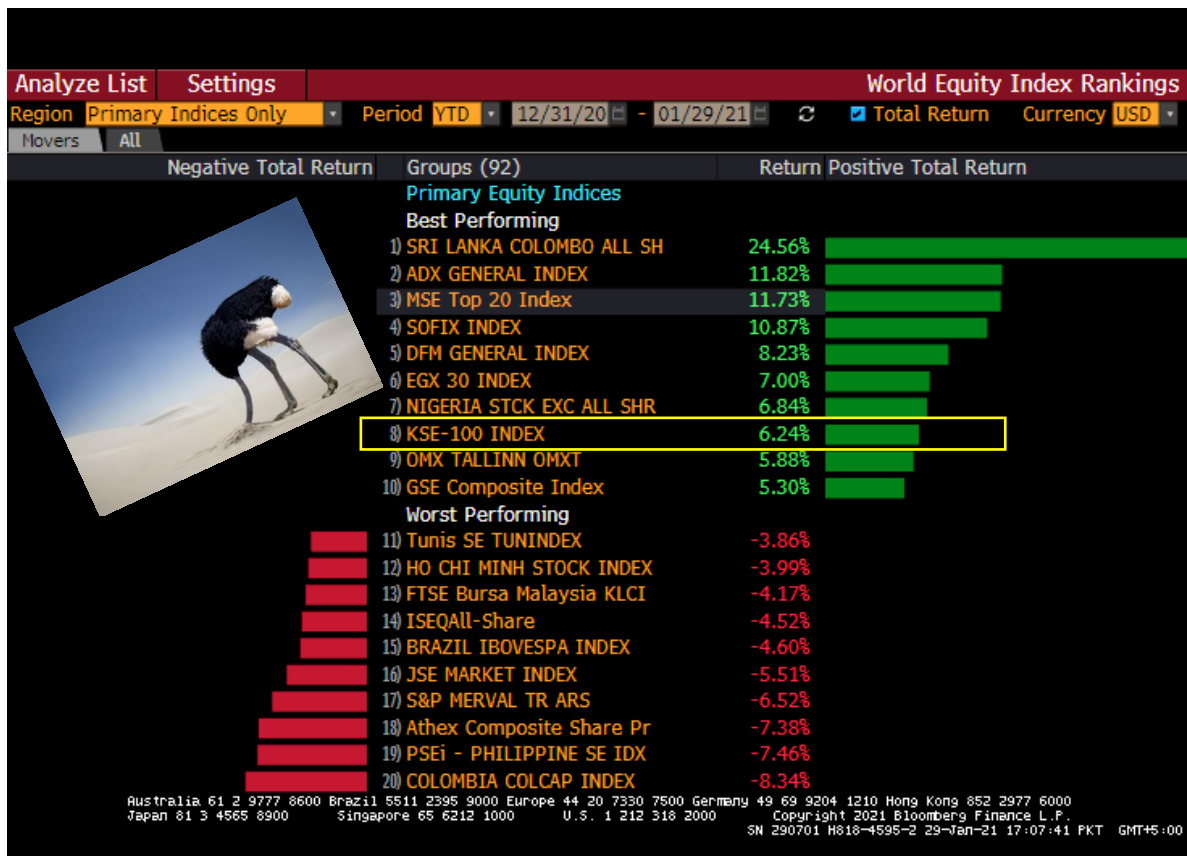 Analyze List Settings World Equity Index Rankings
Region Primary Indices Only Period YTD 12/31/20 - 01/29/21 Total Return Currency USD
Movers All
Negative Total Return Groups (92) Return Positive Total Return
Primary Equity Indices
Best Performing
1) SRI LANKA COLOMBO ALL SH 24.56%
2) ADX GENERAL INDEX 11.82%
3) MSE Top 20 Index 11.73%
4) SOFIX INDEX 10.87%
5) DFM GENERAL INDEX 8.23%
6) EGX 30 INDEX 7.00%
7) NIGERIA STCK EXC ALL SHR 6.84%
8) KSE-100 INDEX 6.24%
9) OMX TALLINN OMXT 5.88%
10) GSE Composite Index 5.30%
Worst Performing
11) Tunis SE TUNINDEX -3.86%
12) HO CHI MINH STOCK INDEX -3.99%
13) FTSE Bursa Malaysia KLCI -4.17%
14) ISEQAll-Share -4.52%
15) BRAZIL IBOVESPA INDEX -4.60%
16) JSE MARKET INDEX -5.51%
17) S&P MERVAL TR ARS -6.52%
18) Athex Composite Share Pr -7.38%
19) PSEi - PHILIPPINE SE IDX -7.46%
20) COLOMBIA COLCAP INDEX -8.34%
Australia 61 2 9777 8600 Brazil 5511 2395 9000 Europe 44 20 7330 7500 Germany 49 69 9204 1210 Hong Kong 852 2977 6000
Japan 81 3 4565 8900 Singapore 65 6212 1000 U.S. 1 212 318 2000 Copyright 2021 Bloomberg Finance L.P.
SN 290701 H818-4595-2 29-Jan-21 17:07:41 PKT GMT+5:00